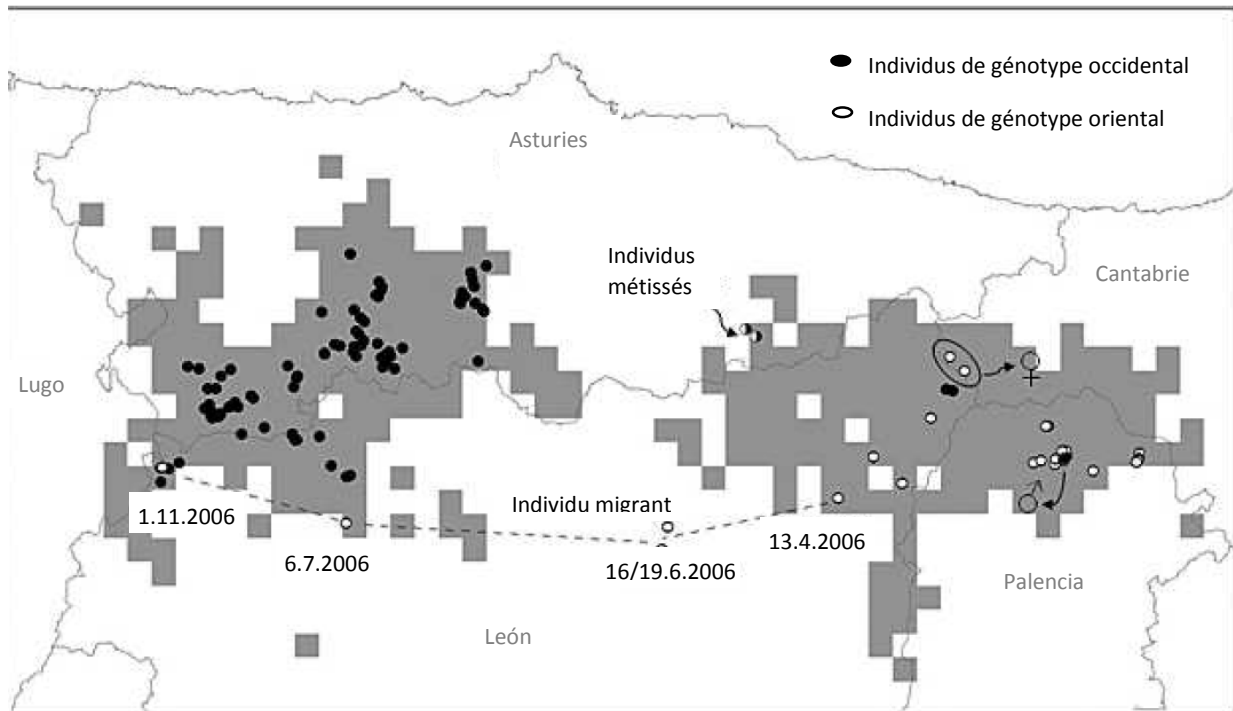 Individus de génotype occidental
Individus de génotype oriental
Asturies
Individus
métissés
Cantabrie
Lugo
Individu migrant
1.11.2006
13.4.2006
6.7.2006
16/19.6.2006
Palencia
León